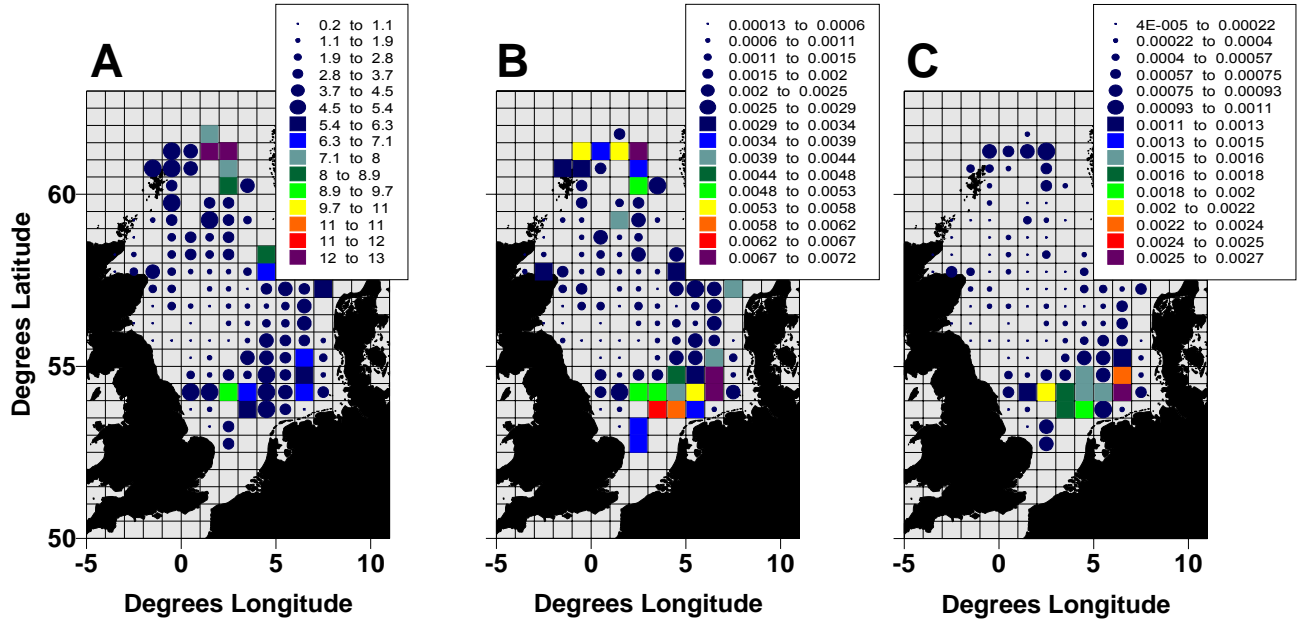 A
0.2 to 1.1
1.1 to 1.9
1.9 to 2.8
2.8 to 3.7
3.7 to 4.5
4.5 to 5.4
5.4 to 6.3
6.3 to 7.1
7.1 to 8
8 to 8.9
8.9 to 9.7
9.7 to 11
11 to 11
11 to 12
12 to 13
B
0.00013 to 0.0006
0.0006 to 0.0011
0.0011 to 0.0015
0.0015 to 0.002
0.002 to 0.0025
0.0025 to 0.0029
0.0029 to 0.0034
0.0034 to 0.0039
0.0039 to 0.0044
0.0044 to 0.0048
0.0048 to 0.0053
0.0053 to 0.0058
0.0058 to 0.0062
0.0062 to 0.0067
0.0067 to 0.0072
C
4E-005 to 0.00022
0.00022 to 0.0004
0.0004 to 0.00057
0.00057 to 0.00075
0.00075 to 0.00093
0.00093 to 0.0011
0.0011 to 0.0013
0.0013 to 0.0015
0.0015 to 0.0016
0.0016 to 0.0018
0.0018 to 0.002
0.002 to 0.0022
0.0022 to 0.0024
0.0024 to 0.0025
0.0025 to 0.0027
Degrees Latitude
60
55
50
-5 0 5 10
-5 0 5 10
-5 0 5 10
Degrees Longitude
Degrees Longitude
Degrees Longitude